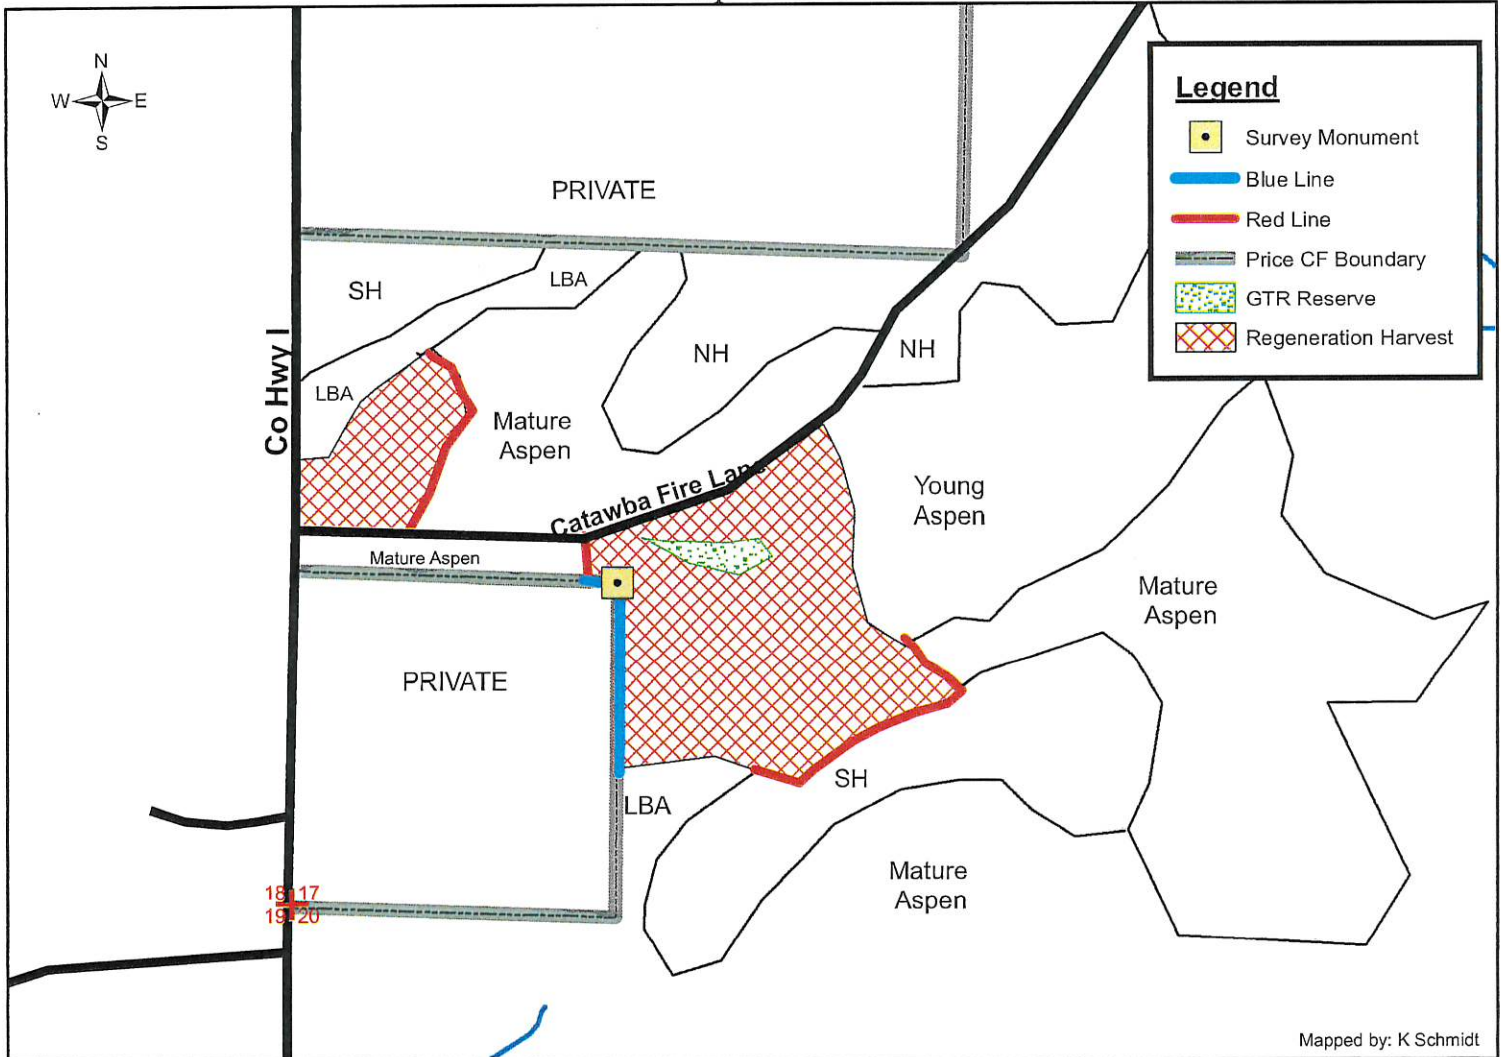 N
W E
S
Legend
Survey Monument
Blue Line
Red Line
Price CF Boundary
GTR Reserve
Regeneration Harvest
PRIVATE
SH
LBA
NH
NH
Co Hwy I
LBA
Mature
Aspen
Catawba Fire Lane
Young
Aspen
Mature Aspen
Mature
Aspen
PRIVATE
SH
LBA
Mature
Aspen
18 17
19 20
Mapped by: K Schmidt